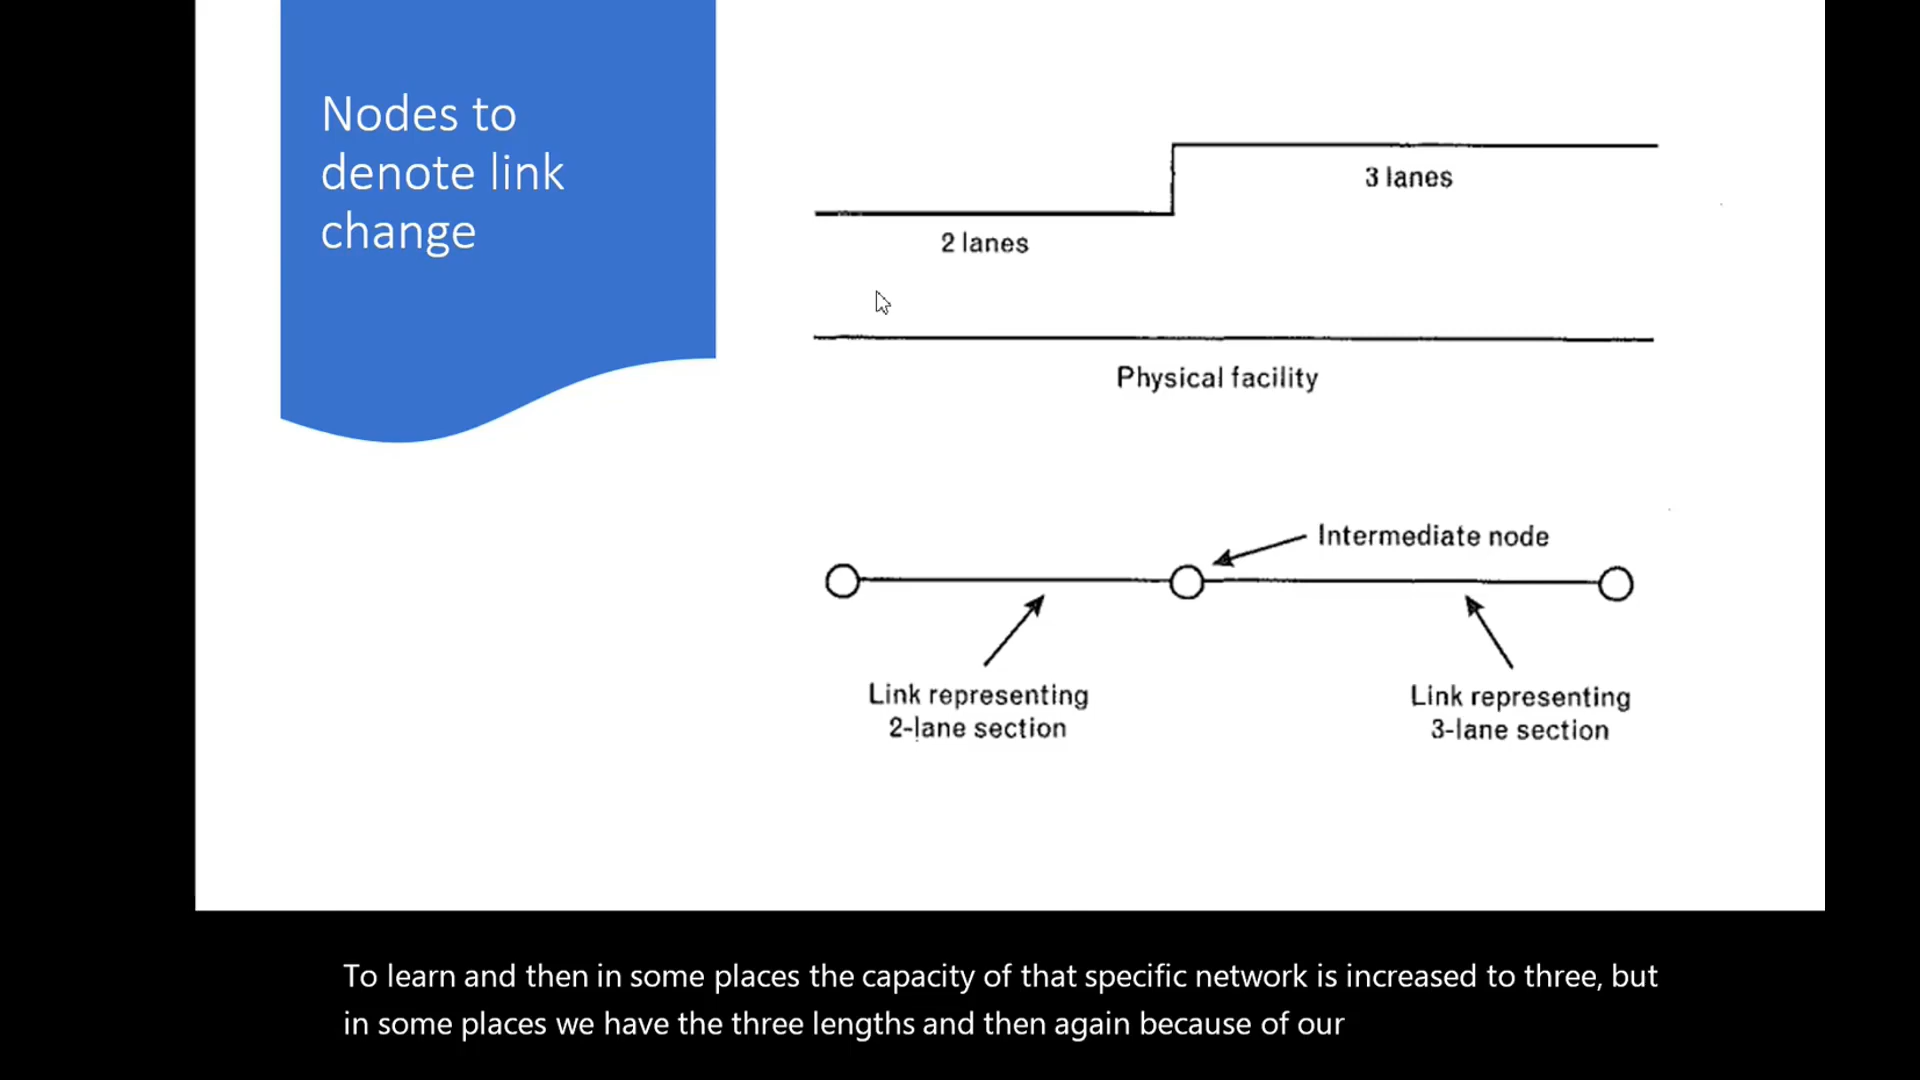 Nodes to
denote link
change
3 lanes
2 lanes
Physical facility
Intermediate node
Link representing
2-lane section
Link representing
3-lane section
To learn and then in some places the capacity of that specific network is increased to three, but
in some places we have the three lengths and then again because of our